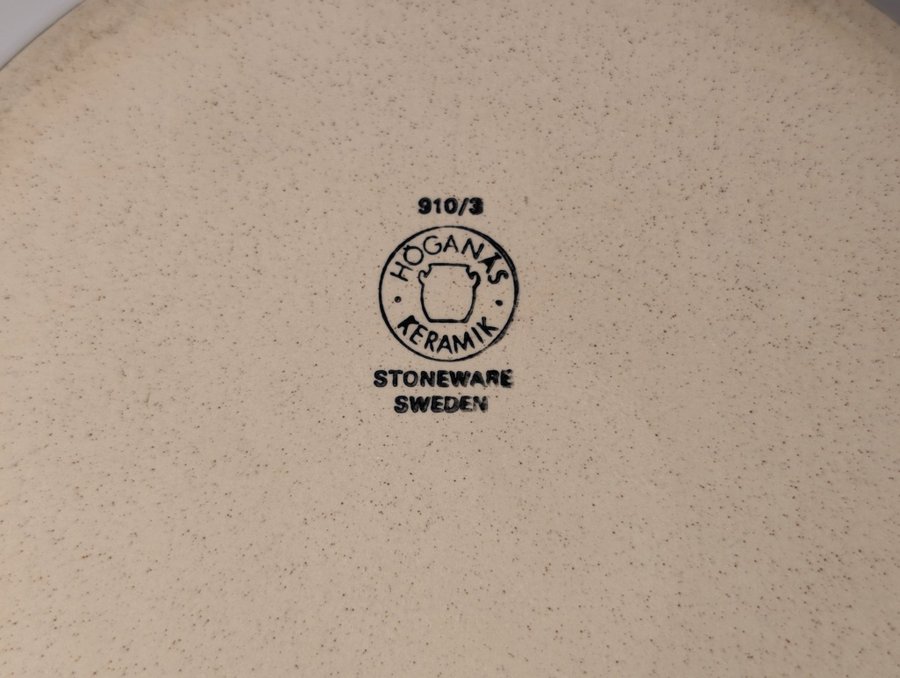 910/3
HÖGANÄS
KERAMIK
STONEWARE
SWEDEN